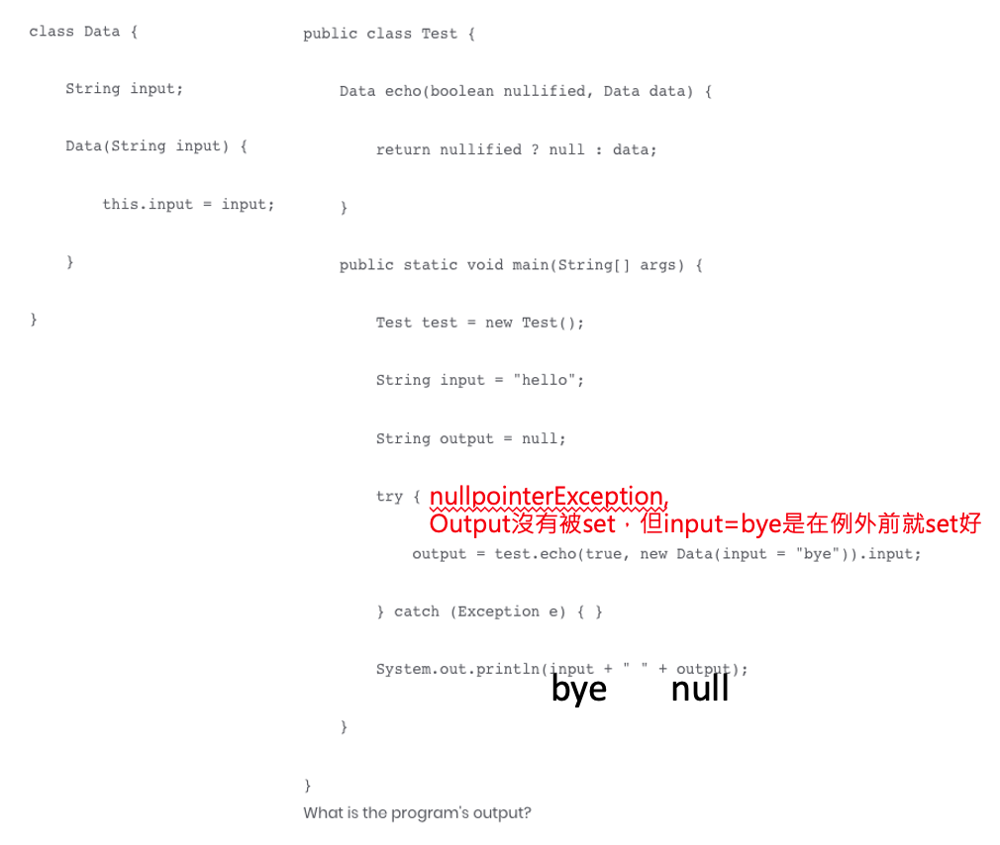 class Data {
String input;
Data(String input) {
this.input = input;
}
}
public class Test {
Data echo(boolean nullified, Data data) {
return nullified ? null : data;
}
public static void main(String[] args) {
Test test = new Test();
String input = "hello";
String output = null;
try { nullpointerException,
Output沒有被set，但input=bye是在例外前就set好
output = test.echo(true, new Data(input = "bye")).input;
} catch (Exception e) { }
System.out.println(input + " " + output);
bye null
}
}
What is the program's output?